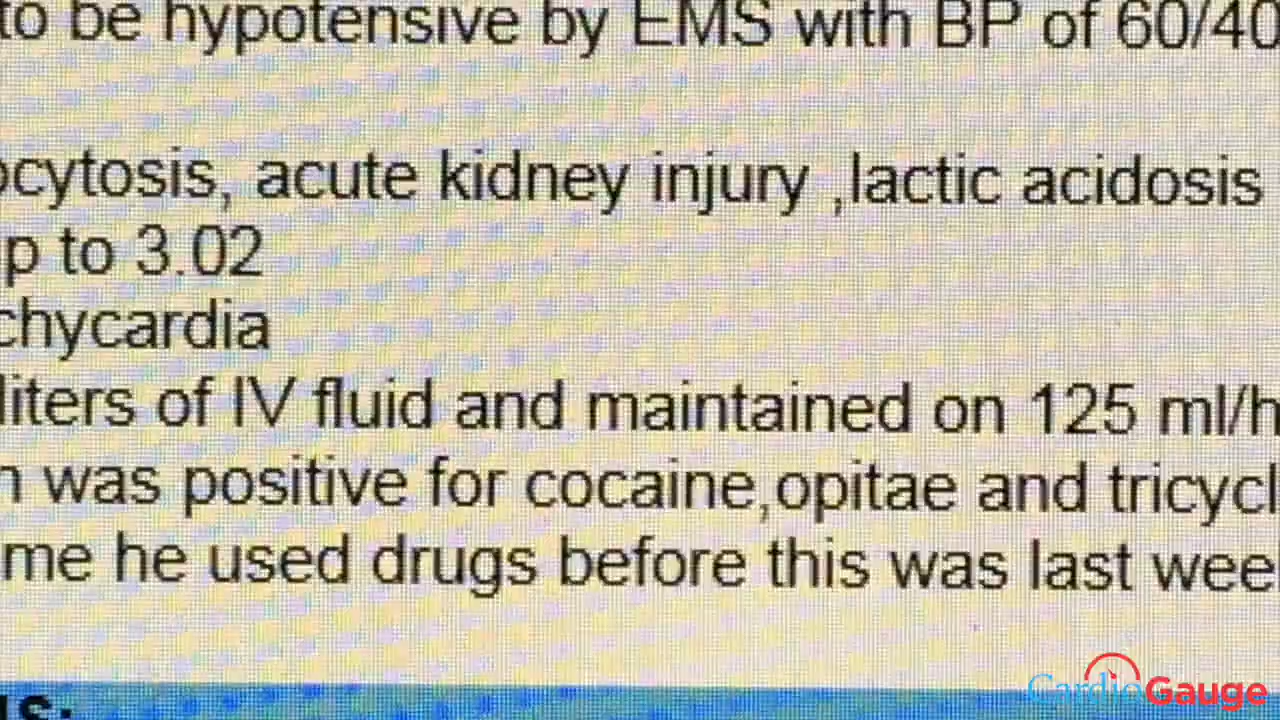 to be hypotensive by EMS with BP of 60/40
ocytosis, acute kidney injury ,lactic acidosis
p to 3.02
chycardia
liters of IV fluid and maintained on 125 ml/h
n was positive for cocaine,opitae and tricycl
me he used drugs before this was last wee
CardioGauge